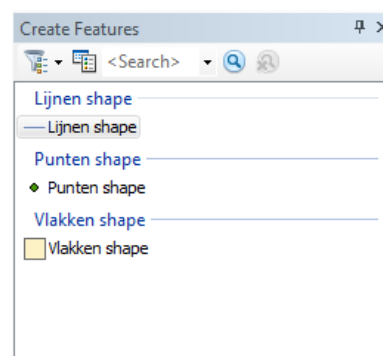 Create Features
<Search>
Lijnen shape
Lijnen shape
Punten shape
Punten shape
Vlakken shape
Vlakken shape